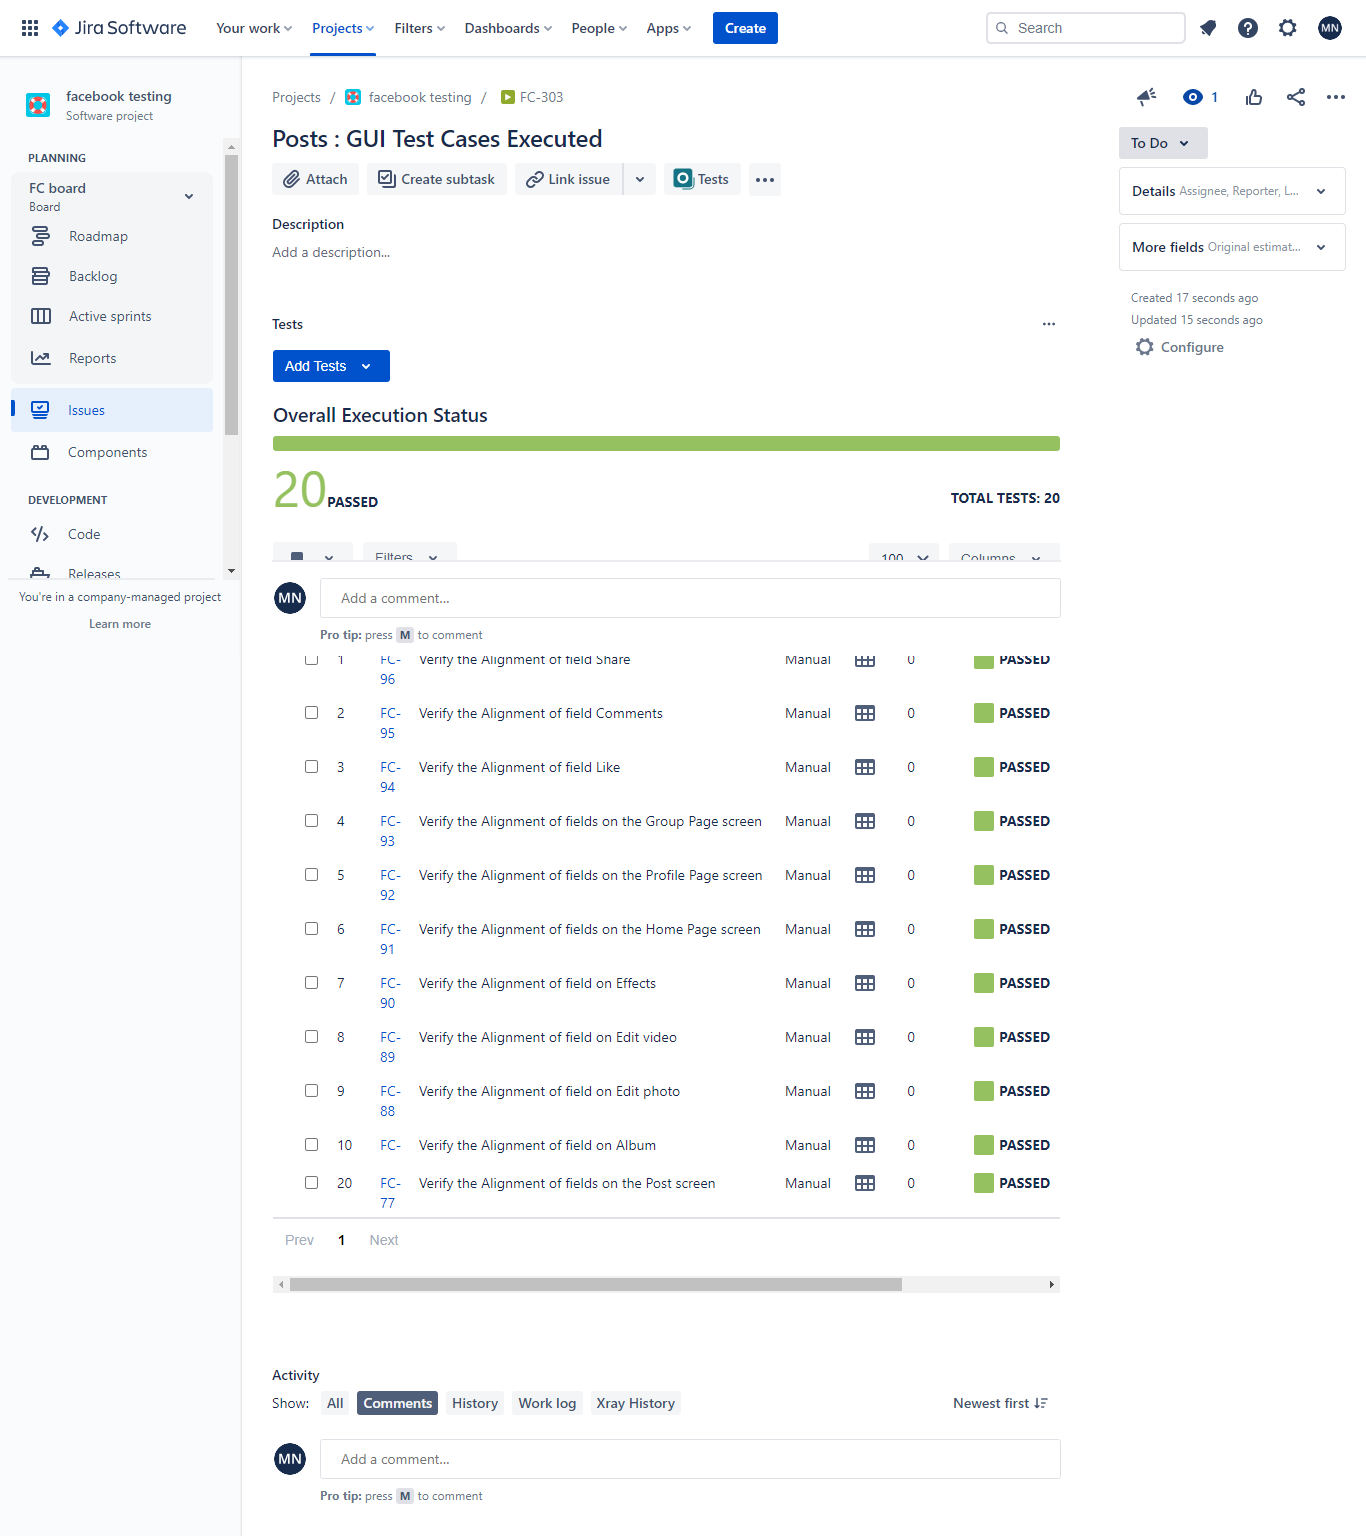 Jira Software Your work Projects Filters Dashboards People Apps Create Search MN
facebook testing
Software project
PLANNING
FC board
Board
Roadmap
Backlog
Active sprints
Reports
Issues
Components
DEVELOPMENT
Code
Releases
You're in a company-managed project
Learn more
Projects / facebook testing / FC-303
1
Posts : GUI Test Cases Executed
Attach Create subtask Link issue Tests
Description
Add a description...
Tests
Add Tests
Overall Execution Status
20 PASSED TOTAL TESTS: 20
Filters 100 Columns
MN Add a comment...
Pro tip: press M to comment
1 FC-96 Verify the Alignment of field Share Manual 0 PASSED
2 FC-95 Verify the Alignment of field Comments Manual 0 PASSED
3 FC-94 Verify the Alignment of field Like Manual 0 PASSED
4 FC-93 Verify the Alignment of fields on the Group Page screen Manual 0 PASSED
5 FC-92 Verify the Alignment of fields on the Profile Page screen Manual 0 PASSED
6 FC-91 Verify the Alignment of fields on the Home Page screen Manual 0 PASSED
7 FC-90 Verify the Alignment of field on Effects Manual 0 PASSED
8 FC-89 Verify the Alignment of field on Edit video Manual 0 PASSED
9 FC-88 Verify the Alignment of field on Edit photo Manual 0 PASSED
10 FC- Verify the Alignment of field on Album Manual 0 PASSED
20 FC-77 Verify the Alignment of fields on the Post screen Manual 0 PASSED
Prev 1 Next
Activity
Show: All Comments History Work log Xray History Newest first
MN Add a comment...
Pro tip: press M to comment
To Do
Details Assignee, Reporter, L...
More fields Original estimat...
Created 17 seconds ago
Updated 15 seconds ago
Configure